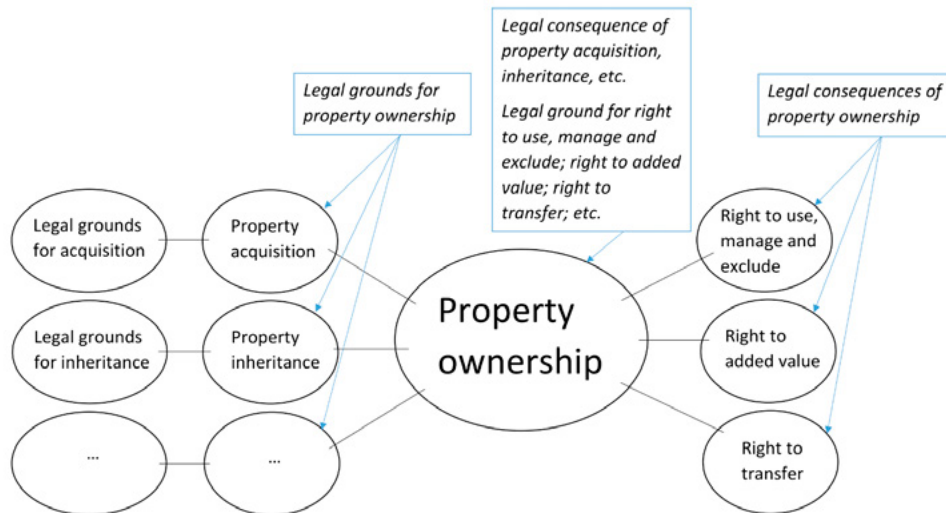 Legal consequence of
property acquisition,
inheritance, etc.
Legal ground for right
to use, manage and
exclude; right to added
value; right to
transfer; etc.
Legal grounds for
property ownership
Legal consequences of
property ownership
Legal grounds
for acquisition
Property
acquisition
Right to use,
manage and
exclude
Property
ownership
Legal grounds
for inheritance
Property
inheritance
Right to
added value
...
...
Right to
transfer